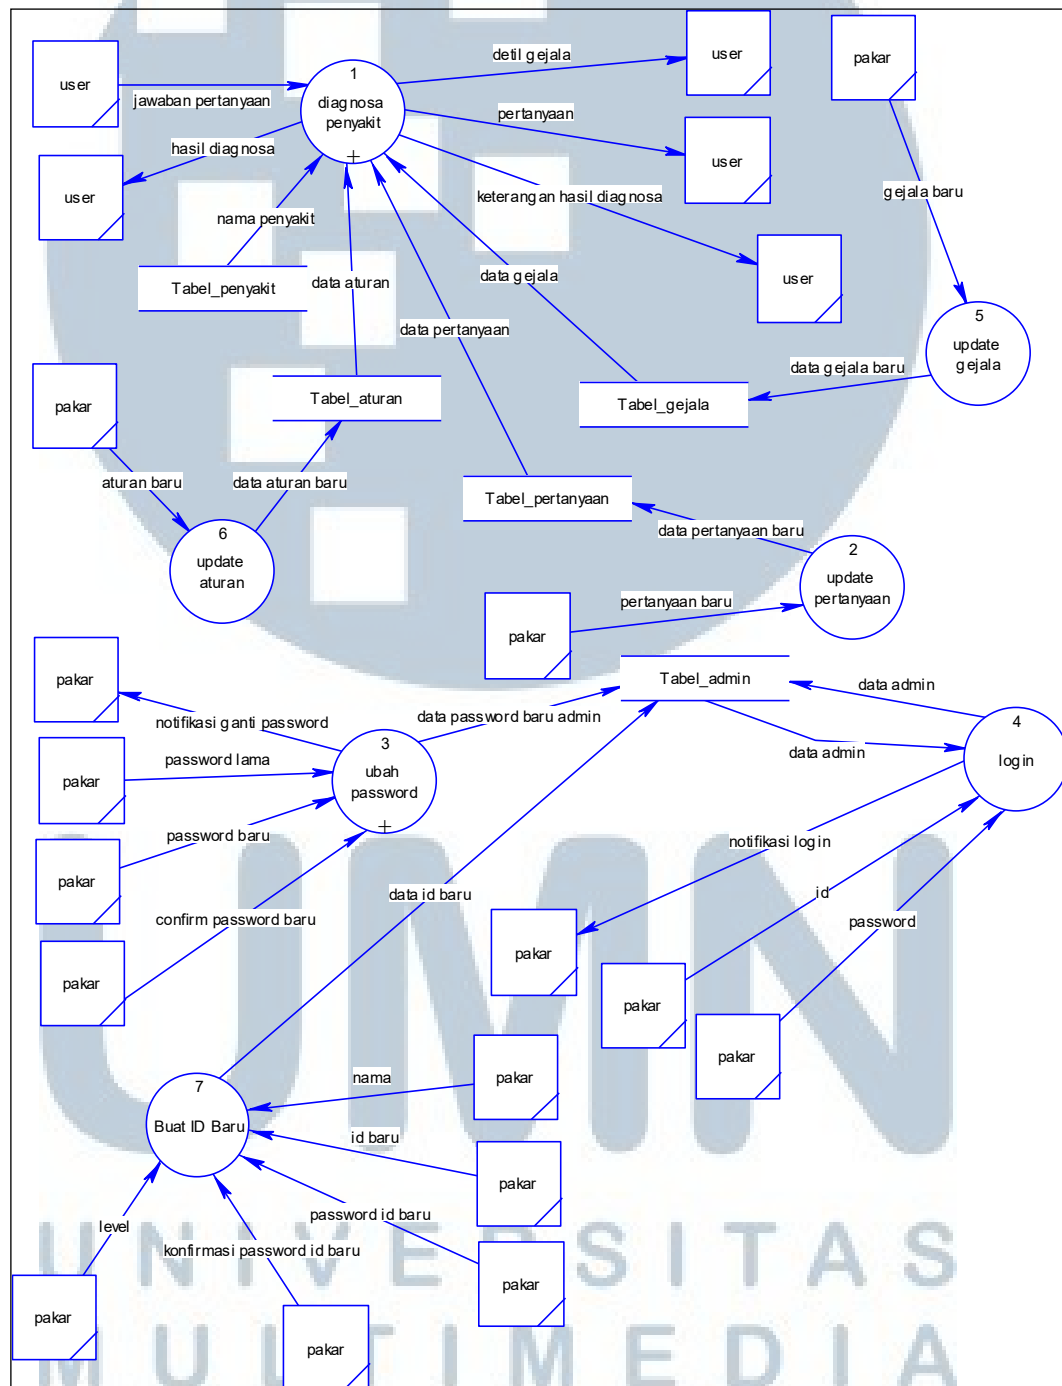 user
jawaban pertanyaan
1
diagnosa
penyakit
+
detil gejala
user
pakar
user
hasil diagnosa
pertanyaan
user
nama penyakit
keterangan hasil diagnosa
user
gejala baru
Tabel_penyakit
data aturan
data gejala
data pertanyaan
5
update
gejala
data gejala baru
pakar
Tabel_aturan
Tabel_gejala
aturan baru
data aturan baru
Tabel_pertanyaan
data pertanyaan baru
6
update
aturan
2
update
pertanyaan
pakar
pertanyaan baru
pakar
Tabel_admin
data admin
notifikasi ganti password
data password baru admin
data admin
4
login
pakar
password lama
3
ubah
password
+
pakar
password baru
notifikasi login
data id baru
id
password
confirm password baru
pakar
pakar
pakar
pakar
7
Buat ID Baru
nama
pakar
id baru
pakar
password id baru
level
konfirmasi password id baru
pakar
pakar
pakar
UMN
UNIVERSITAS
MULTIMEDIA